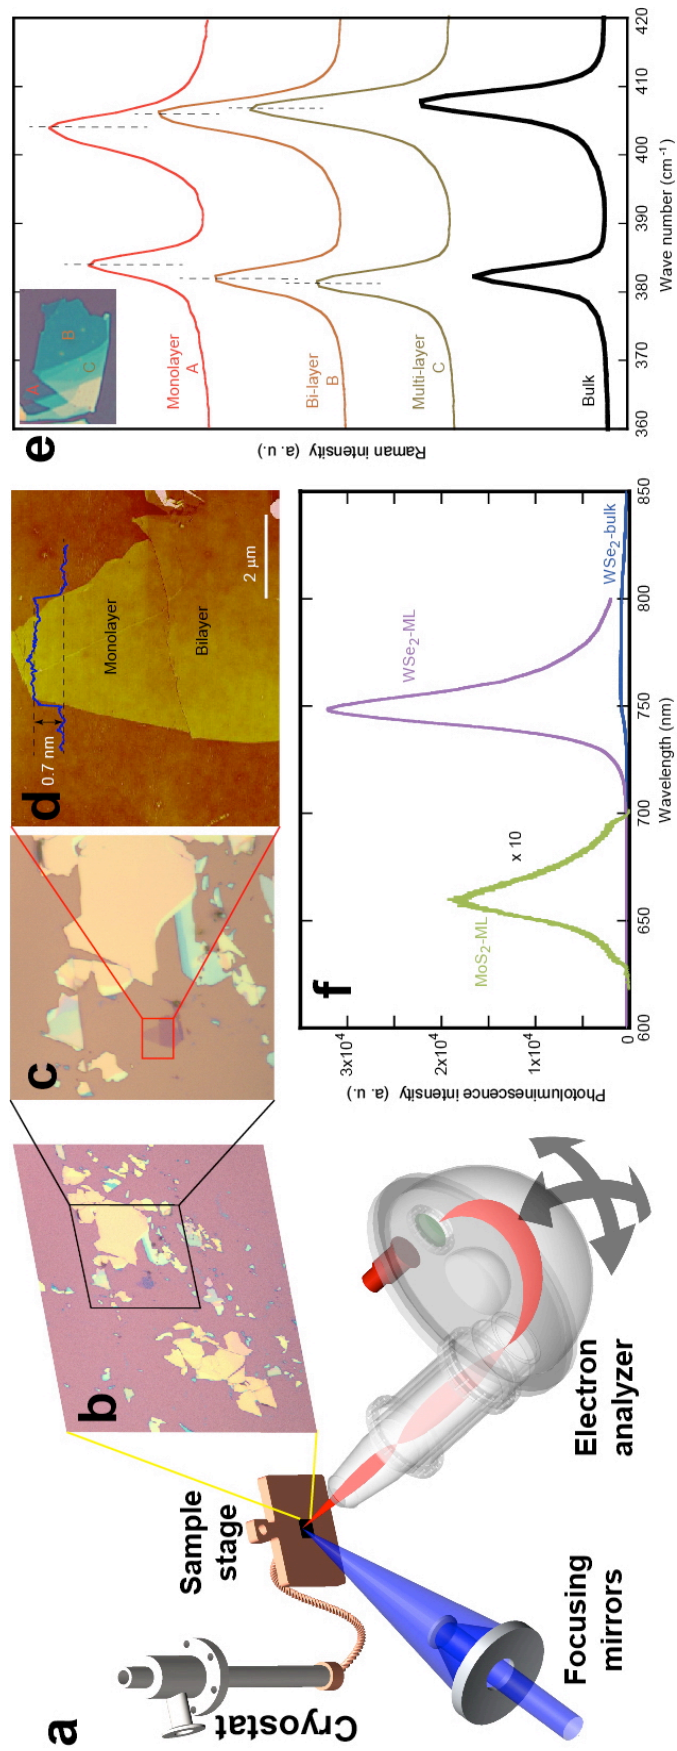 a
Cryostat
Sample
stage
Focusing
mirrors
Electron
analyzer
b
c
d
0.7 nm
Monolayer
Bilayer
2 μm
e
A
B
C
Monolayer
A
Bi-layer
B
Multi-layer
C
Bulk
Raman intensity (a. u.)
360 370 380 390 400 410 420
Wave number (cm⁻¹)
f
3x10⁴
2x10⁴
1x10⁴
0
Photoluminescence intensity (a. u.)
MoS₂-ML
x 10
WSe₂-ML
WSe₂-bulk
600 650 700 750 800 850
Wavelength (nm)